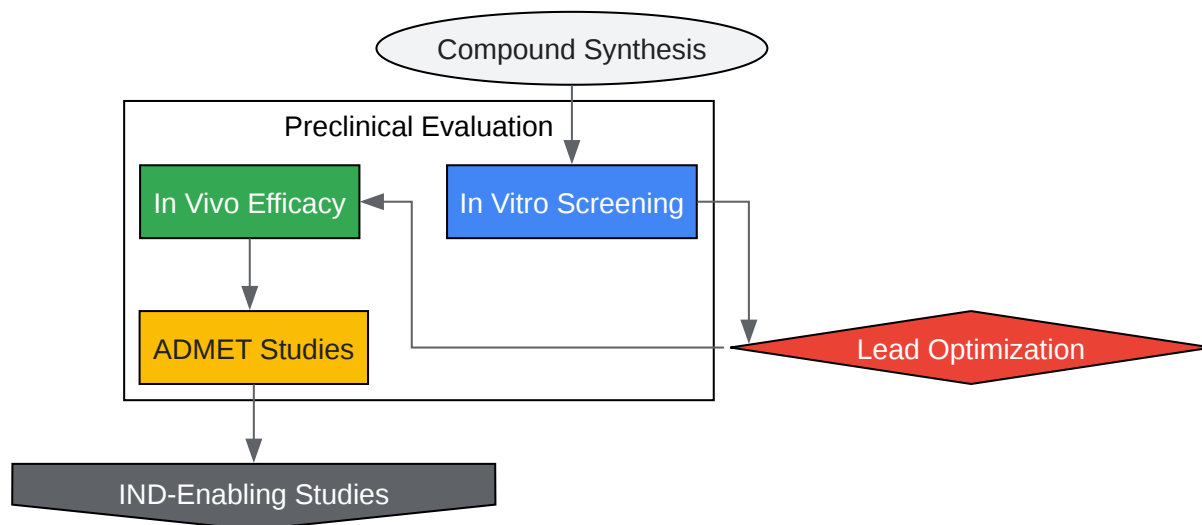 Compound Synthesis
Preclinical Evaluation
In Vivo Efficacy
In Vitro Screening
ADMET Studies
Lead Optimization
IND-Enabling Studies